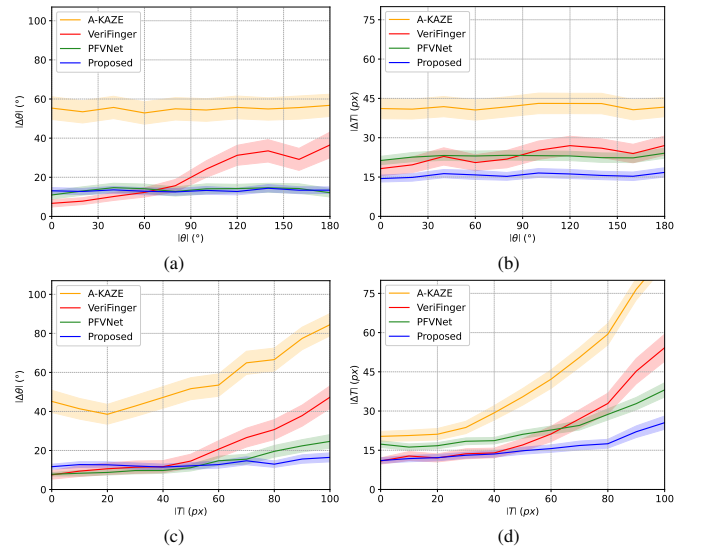 A-KAZE
VeriFinger
PFVNet
Proposed
100
80
60
40
20
0
|Δθ| (°)
0 30 60 90 120 150 180
|θ| (°)
(a)
A-KAZE
VeriFinger
PFVNet
Proposed
75
60
45
30
15
0
|ΔT| (px)
0 30 60 90 120 150 180
|θ| (°)
(b)
A-KAZE
VeriFinger
PFVNet
Proposed
100
80
60
40
20
0
|Δθ| (°)
0 20 40 60 80 100
|T| (px)
(c)
A-KAZE
VeriFinger
PFVNet
Proposed
75
60
45
30
15
0
|ΔT| (px)
0 20 40 60 80 100
|T| (px)
(d)